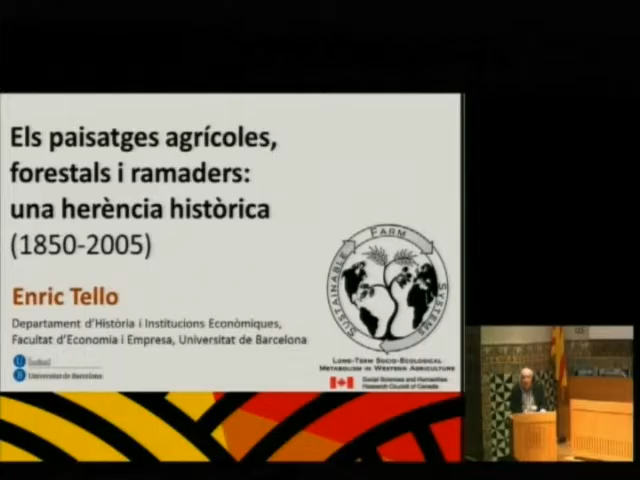 Els paisatges agrícoles,
forestals i ramaders:
una herència històrica
(1850-2005)
Enric Tello
Departament d'Història i Institucions Econòmiques,
Facultat d'Economia i Empresa, Universitat de Barcelona
Universitat de Barcelona
SUSTAINABLE FARM SYSTEMS
LONG-TERM SOCIO-ECOLOGICAL
METABOLISM IN WESTERN AGRICULTURE
Social Sciences and Humanities
Research Council of Canada